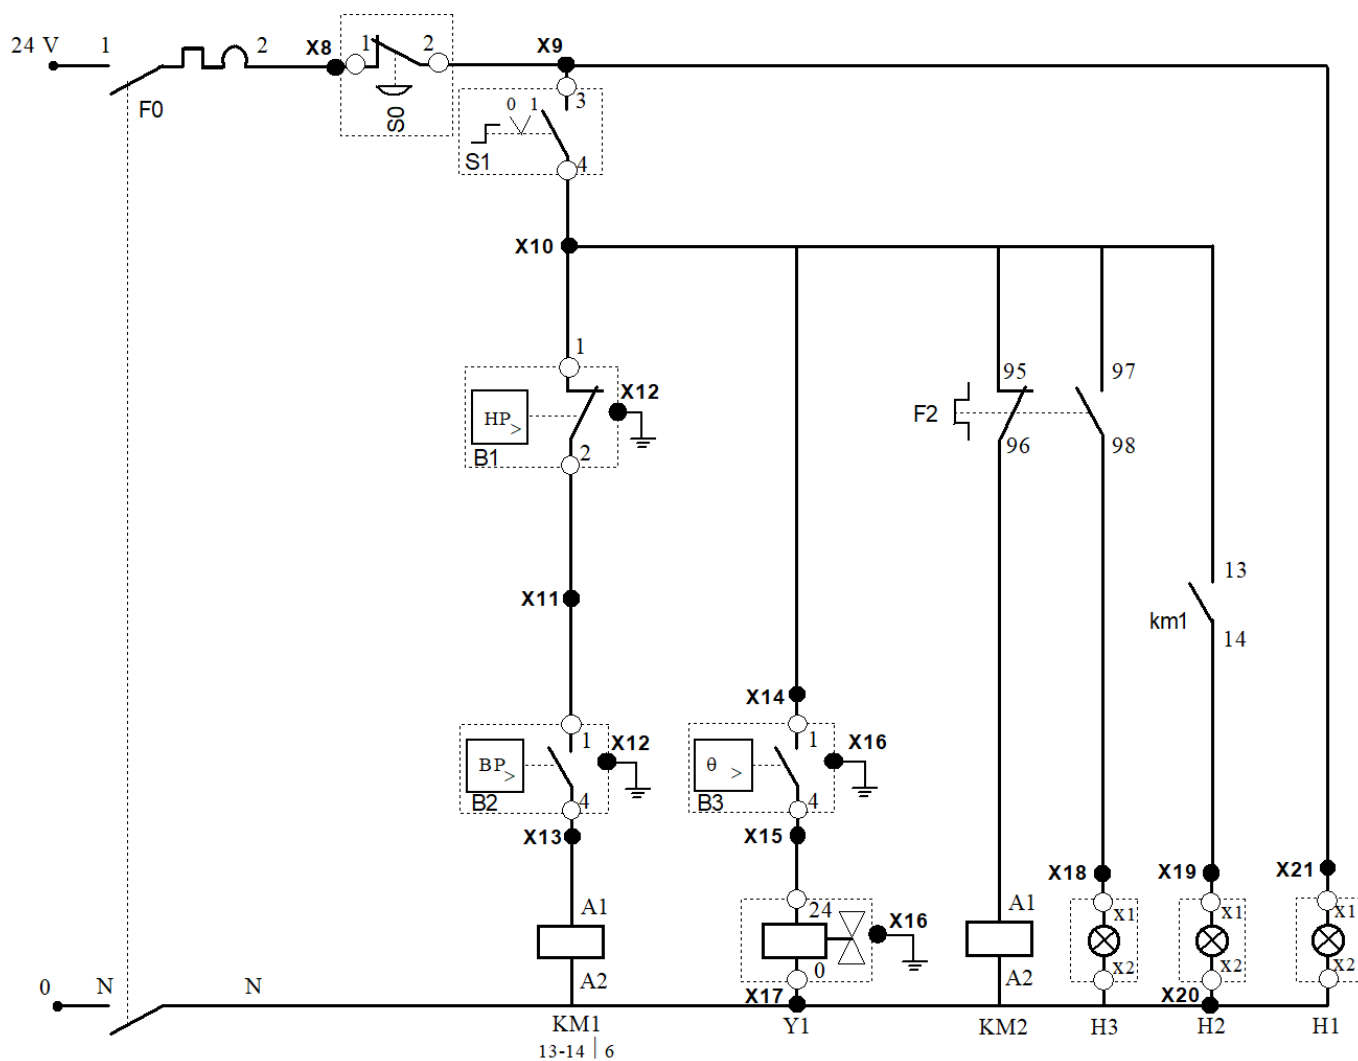 24 V 1 2 X8 1 2 X9
F0 S0
3
0 1
S1 4
X10
1
X12
HP >
B1 2
95 97
F2
96 98
X11
13
km1
14
X14
1 X12 1 X16
BP > θ >
B2 4 B3 4
X13 X15
X18 X19 X21
A1 24 X16 A1 x1 x1 x1
A2 0 A2 x2 x2 x2
0 N N X17 X20
KM1 Y1 KM2 H3 H2 H1
13-14 | 6